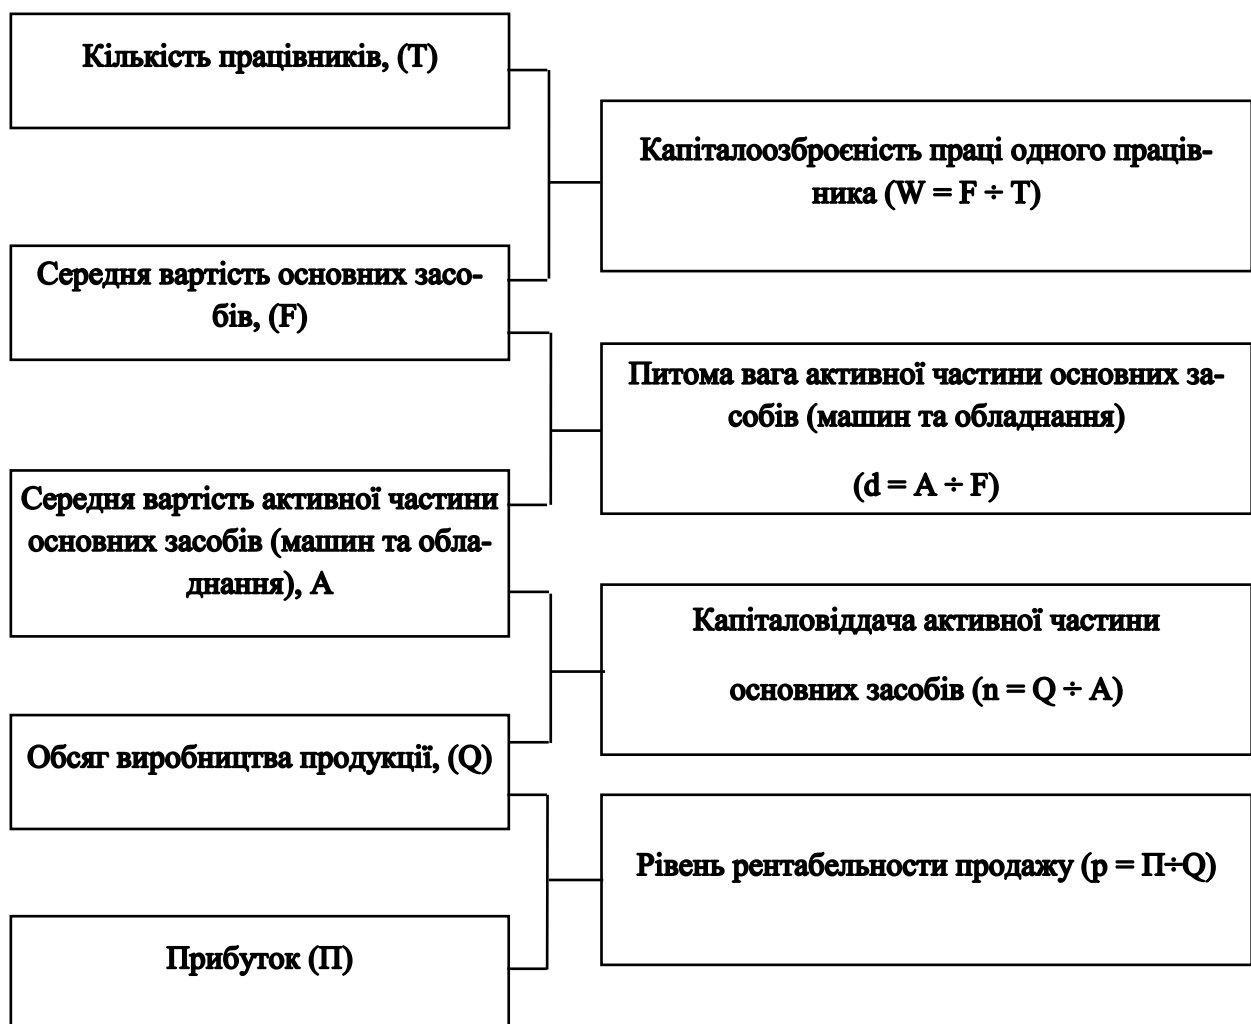 Кількість працівників, (Т)
Капіталоозброєність праці одного праців-
ника (W = F ÷ T)
Середня вартість основних засо-
бів, (F)
Питома вага активної частини основних за-
собів (машин та обладнання)
(d = A ÷ F)
Середня вартість активної частини
основних засобів (машин та обла-
днання), А
Капіталовіддача активної частини
основних засобів (n = Q ÷ A)
Обсяг виробництва продукції, (Q)
Рівень рентабельности продажу (p = П÷Q)
Прибуток (П)